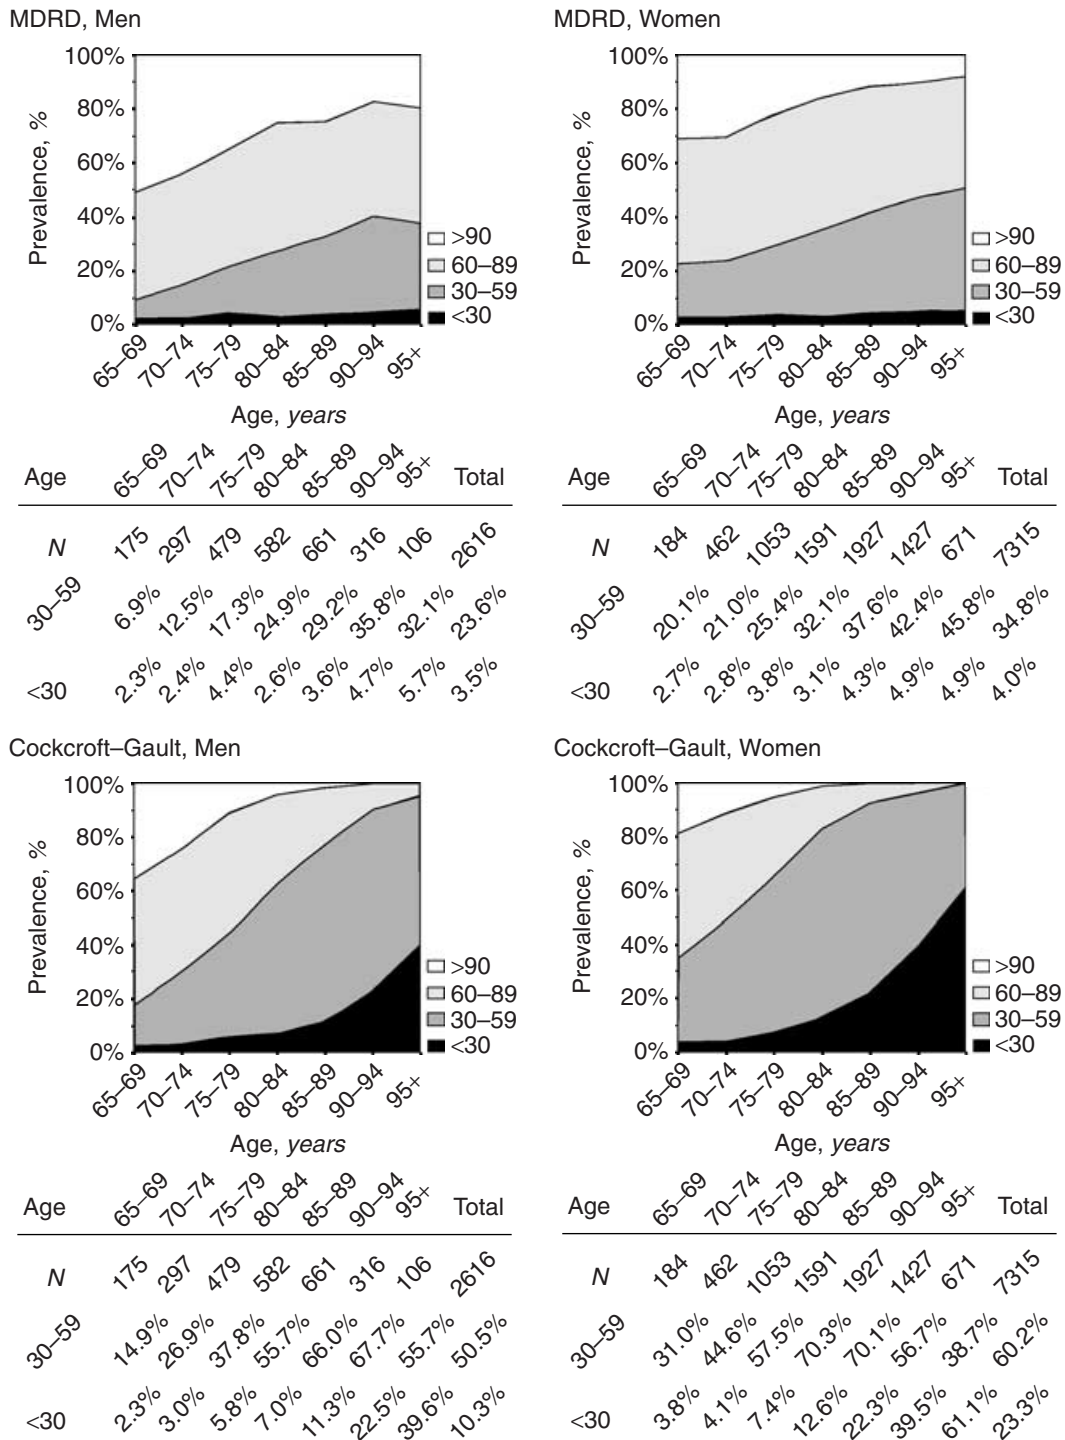 MDRD, Men
100%
80%
60%
40%
20%
0%
Prevalence, %
>90
60–89
30–59
<30
65–69 70–74 75–79 80–84 85–89 90–94 95+
Age, years
Age 65–69 70–74 75–79 80–84 85–89 90–94 95+ Total
N 175 297 479 582 661 316 106 2616
30–59 6.9% 12.5% 17.3% 24.9% 29.2% 35.8% 32.1% 23.6%
<30 2.3% 2.4% 4.4% 2.6% 3.6% 4.7% 5.7% 3.5%
MDRD, Women
100%
80%
60%
40%
20%
0%
Prevalence, %
>90
60–89
30–59
<30
65–69 70–74 75–79 80–84 85–89 90–94 95+
Age, years
Age 65–69 70–74 75–79 80–84 85–89 90–94 95+ Total
N 184 462 1053 1591 1927 1427 671 7315
30–59 20.1% 21.0% 25.4% 32.1% 37.6% 42.4% 45.8% 34.8%
<30 2.7% 2.8% 3.8% 3.1% 4.3% 4.9% 4.9% 4.0%
Cockcroft–Gault, Men
100%
80%
60%
40%
20%
0%
Prevalence, %
>90
60–89
30–59
<30
65–69 70–74 75–79 80–84 85–89 90–94 95+
Age, years
Age 65–69 70–74 75–79 80–84 85–89 90–94 95+ Total
N 175 297 479 582 661 316 106 2616
30–59 14.9% 26.9% 37.8% 55.7% 66.0% 67.7% 55.7% 50.5%
<30 2.3% 3.0% 5.8% 7.0% 11.3% 22.5% 39.6% 10.3%
Cockcroft–Gault, Women
100%
80%
60%
40%
20%
0%
Prevalence, %
>90
60–89
30–59
<30
65–69 70–74 75–79 80–84 85–89 90–94 95+
Age, years
Age 65–69 70–74 75–79 80–84 85–89 90–94 95+ Total
N 184 462 1053 1591 1927 1427 671 7315
30–59 31.0% 44.6% 57.5% 70.3% 70.1% 56.7% 38.7% 60.2%
<30 3.8% 4.1% 7.4% 12.6% 22.3% 39.5% 61.1% 23.3%